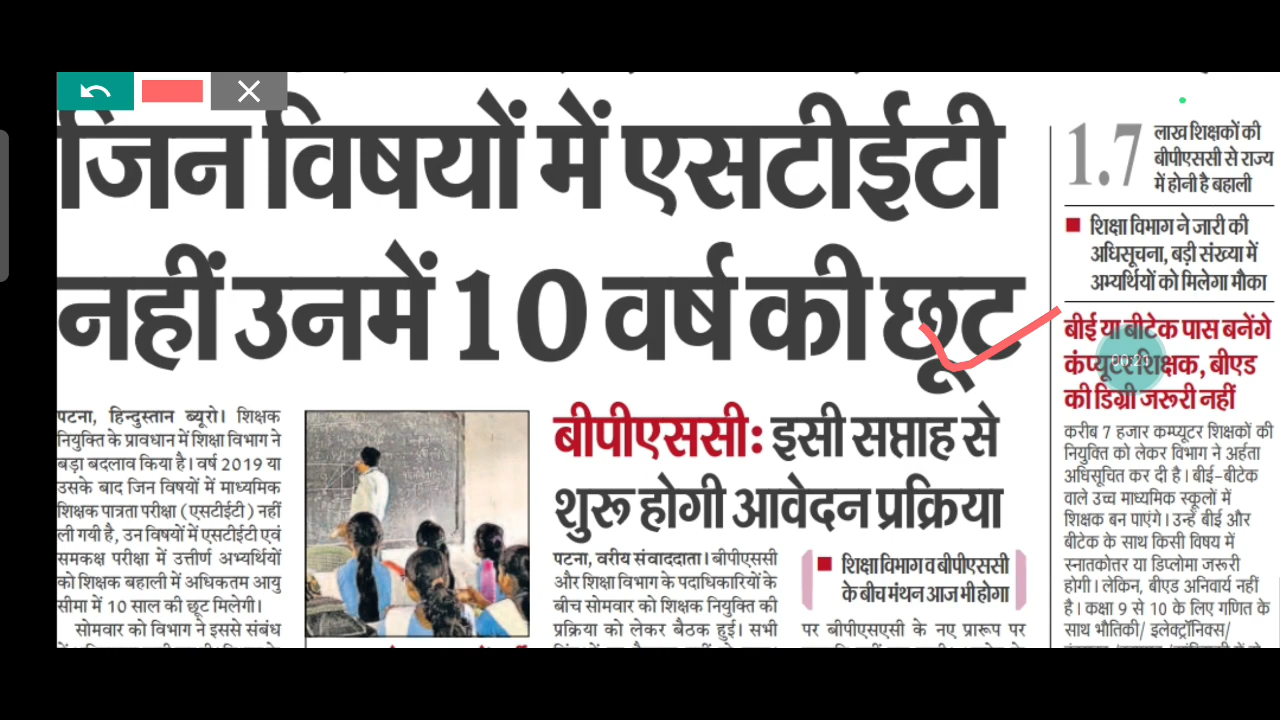 जिन विषयों में एसटीईटी
नहीं उनमें 10 वर्ष की छूट
पटना, हिन्दुस्तान ब्यूरो। शिक्षक
नियुक्ति के प्रावधान में शिक्षा विभाग ने
बड़ा बदलाव किया है। वर्ष 2019 या
उसके बाद जिन विषयों में माध्यमिक
शिक्षक पात्रता परीक्षा (एसटीईटी) नहीं
ली गयी है, उन विषयों में एसटीईटी एवं
समकक्ष परीक्षा में उत्तीर्ण अभ्यर्थियों
को शिक्षक बहाली में अधिकतम आयु
सीमा में 10 साल की छूट मिलेगी।
सोमवार को विभाग ने इससे संबंध
बीपीएससी: इसी सप्ताह से
शुरू होगी आवेदन प्रक्रिया
पटना, वरीय संवाददाता। बीपीएससी
और शिक्षा विभाग के पदाधिकारियों के
बीच सोमवार को शिक्षक नियुक्ति की
प्रक्रिया को लेकर बैठक हुई। सभी
शिक्षा विभाग व बीपीएससी
के बीच मंथन आज भी होगा
पर बीपीएसएसी के नए प्रारूप पर
1.7 लाख शिक्षकों की
बीपीएससी से राज्य
में होनी है बहाली
शिक्षा विभाग ने जारी की
अधिसूचना, बड़ी संख्या में
अभ्यर्थियों को मिलेगा मौका
बीई या बीटेक पास बनेंगे
कंप्यूटर शिक्षक, बीएड
की डिग्री जरूरी नहीं
करीब 7 हजार कम्प्यूटर शिक्षकों की
नियुक्ति को लेकर विभाग ने अर्हता
अधिसूचित कर दी है। बीई-बीटेक
वाले उच्च माध्यमिक स्कूलों में
शिक्षक बन पाएंगे। उन्हें बीई और
बीटेक के साथ किसी विषय में
स्नातकोत्तर या डिप्लोमा जरूरी
होगी। लेकिन, बीएड अनिवार्य नहीं
है। कक्षा 9 से 10 के लिए गणित के
साथ भौतिकी/ इलेक्ट्रॉनिक्स/